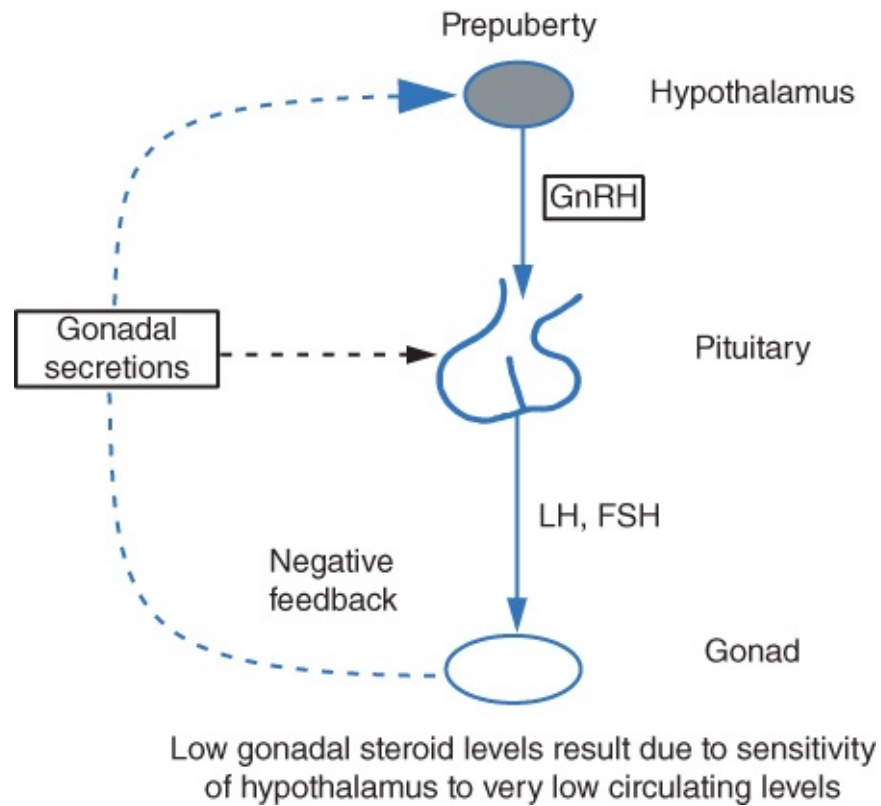 Prepuberty
Hypothalamus
GnRH
Gonadal
secretions
Pituitary
LH, FSH
Negative
feedback
Gonad
Low gonadal steroid levels result due to sensitivity
of hypothalamus to very low circulating levels